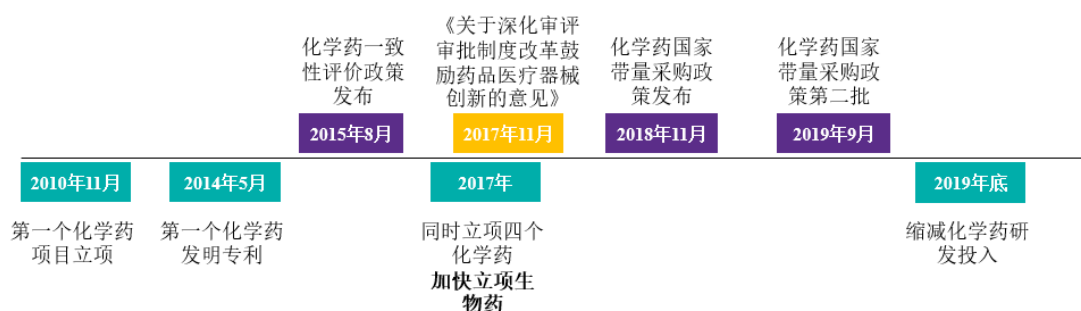 化学药一致
性评价政策
发布
2015年8月
《关于深化审评
审批制度改革鼓
励药品医疗器械
创新的意见》
2017年11月
化学药国家
带量采购政
策发布
2018年11月
化学药国家
带量采购政
策第二批
2019年9月
2010年11月
第一个化学药
项目立项
2014年5月
第一个化学药
发明专利
2017年
同时立项四个
化学药
加快立项生
物药
2019年底
缩减化学药研
发投入